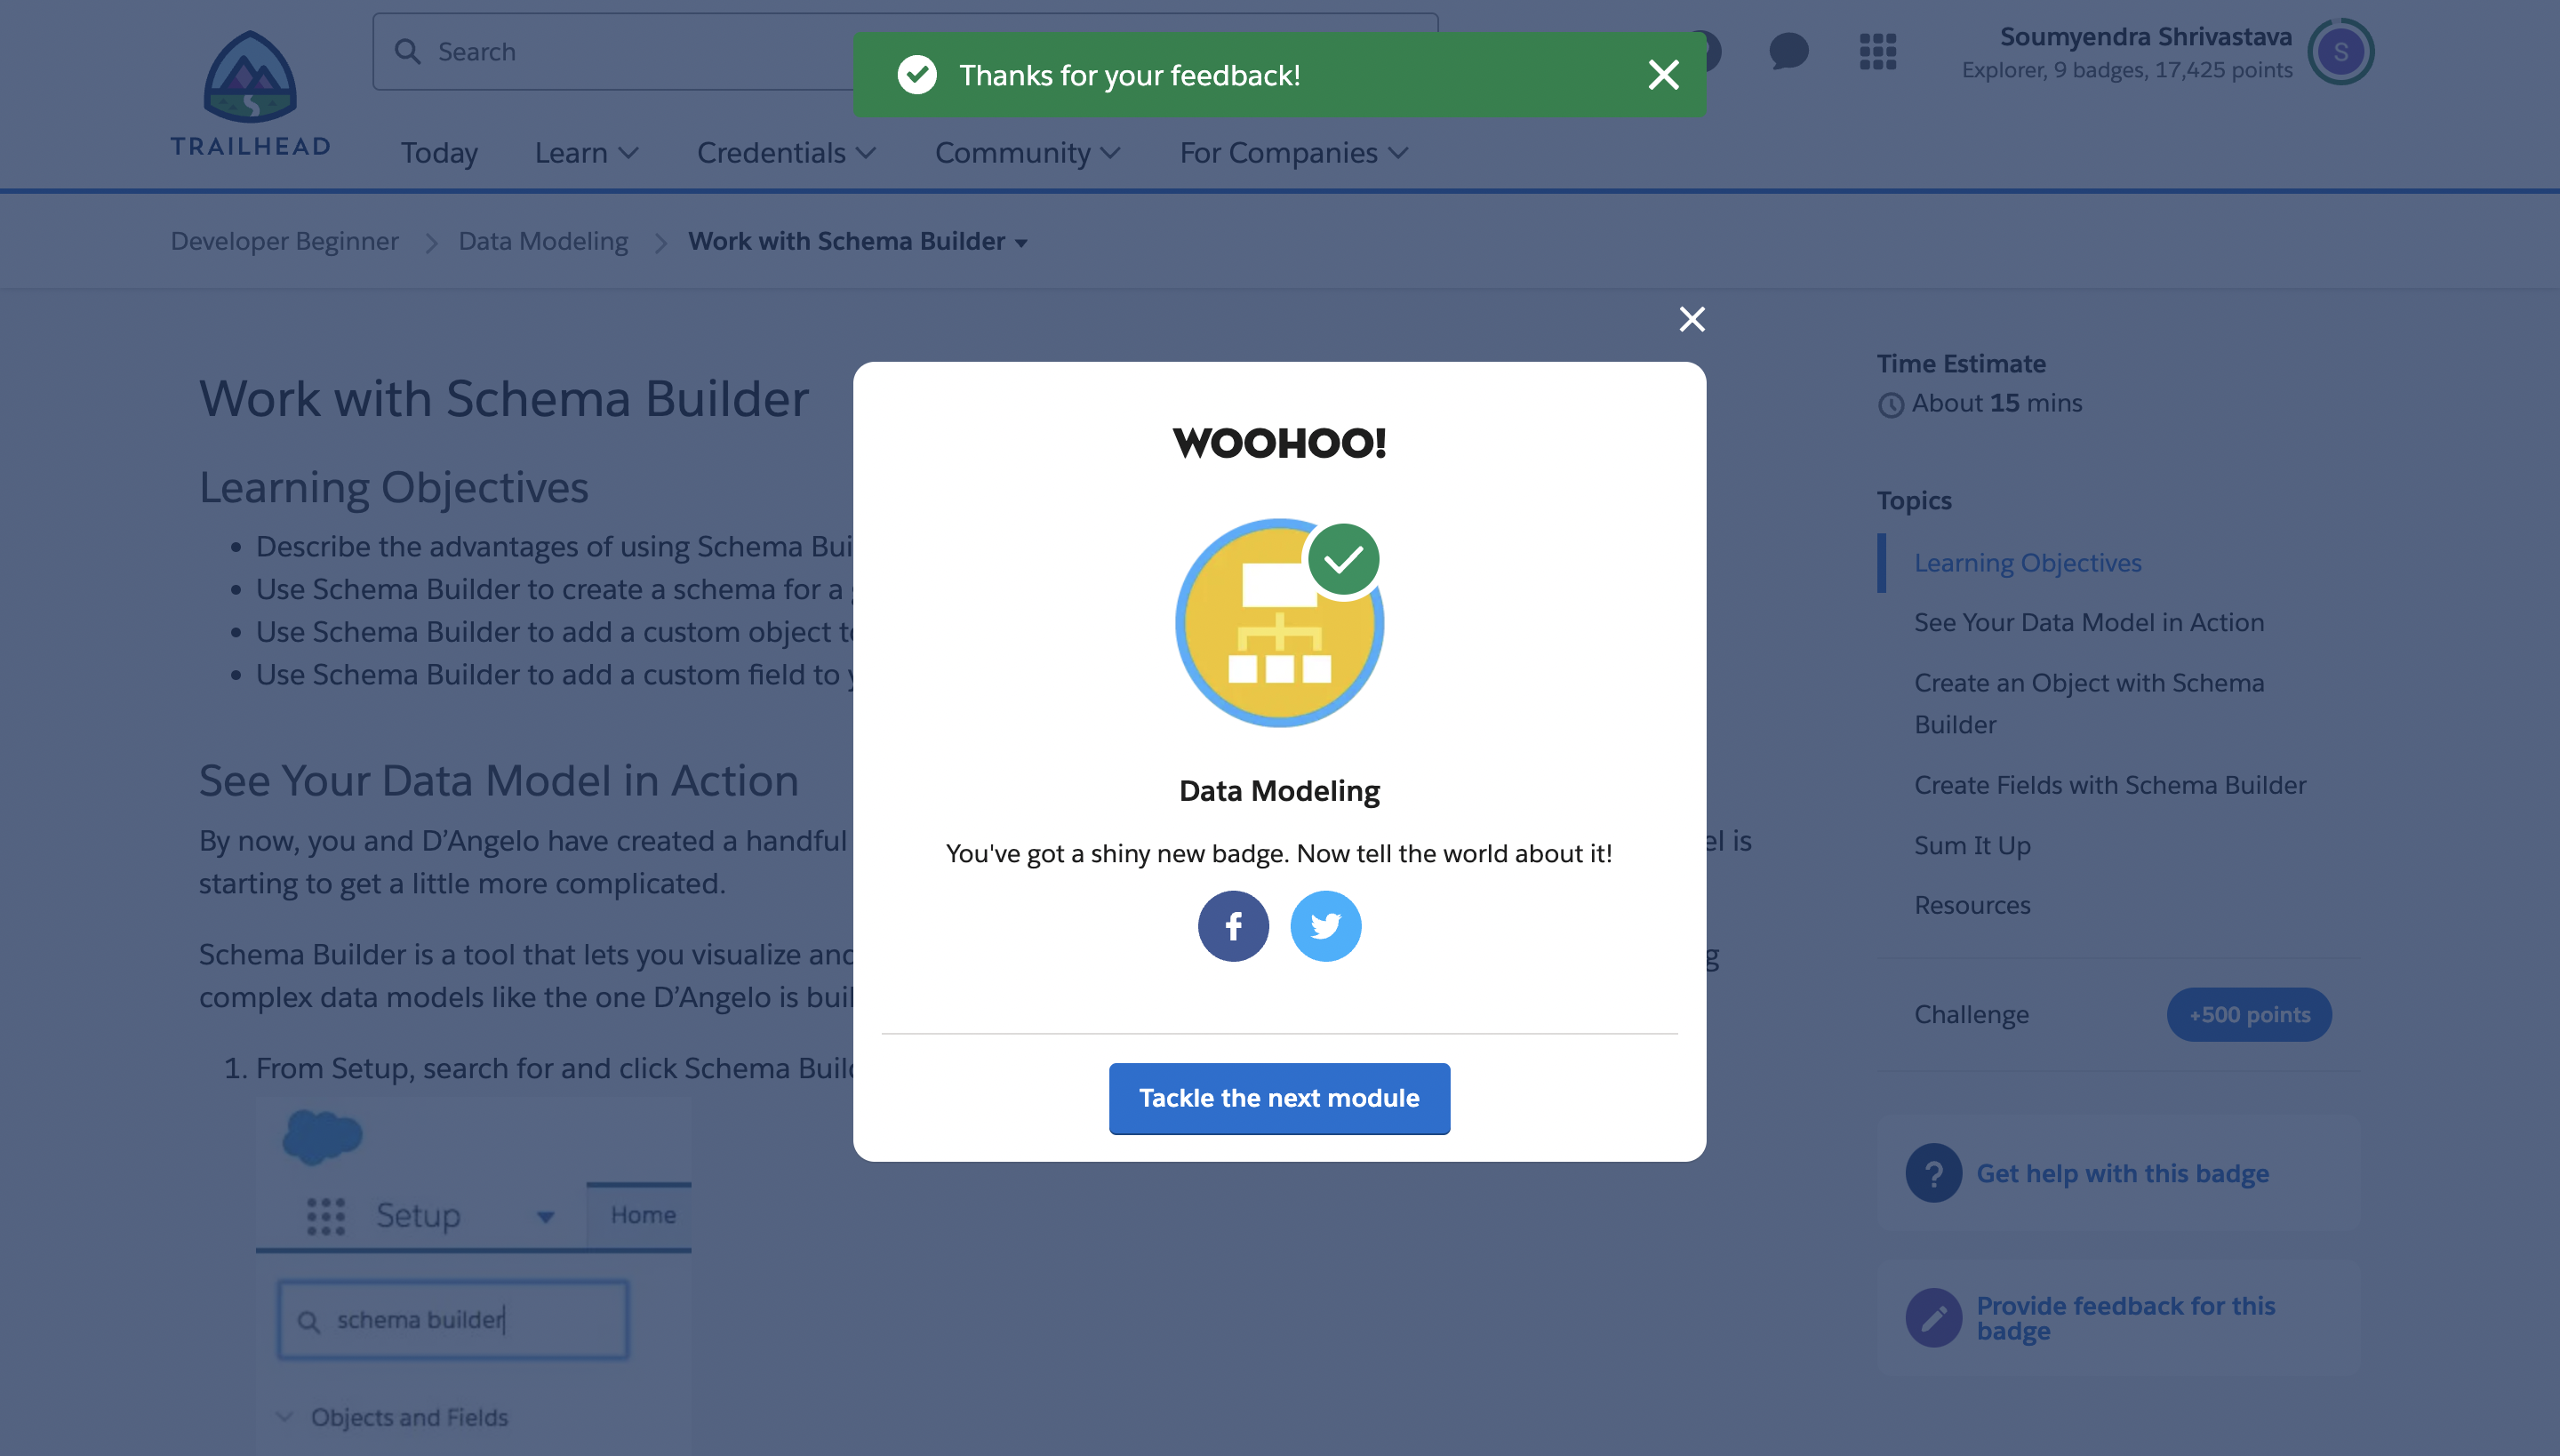 Search
Thanks for your feedback!
Soumyendra Shrivastava
Explorer, 9 badges, 17,425 points
S
TRAILHEAD
Today
Learn
Credentials
Community
For Companies
Developer Beginner
Data Modeling
Work with Schema Builder
Work with Schema Builder
Learning Objectives
Describe the advantages of using Schema
Use Schema Builder to create a schema for a
Use Schema Builder to add a custom object
Use Schema Builder to add a custom field to
See Your Data Model in Action
By now, you and D’Angelo have created a handful
is
starting to get a little more complicated.
Schema Builder is a tool that lets you visualize
complex data models like the one D’Angelo is
1. From Setup, search for and click Schema
Setup
Home
schema builder
Objects and Fields
WOOHOO!
Data Modeling
You've got a shiny new badge. Now tell the world about it!
f
Tackle the next module
Time Estimate
About 15 mins
Topics
Learning Objectives
See Your Data Model in Action
Create an Object with Schema
Builder
Create Fields with Schema Builder
Sum It Up
Resources
Challenge
+500 points
?
Get help with this badge
Provide feedback for this
badge